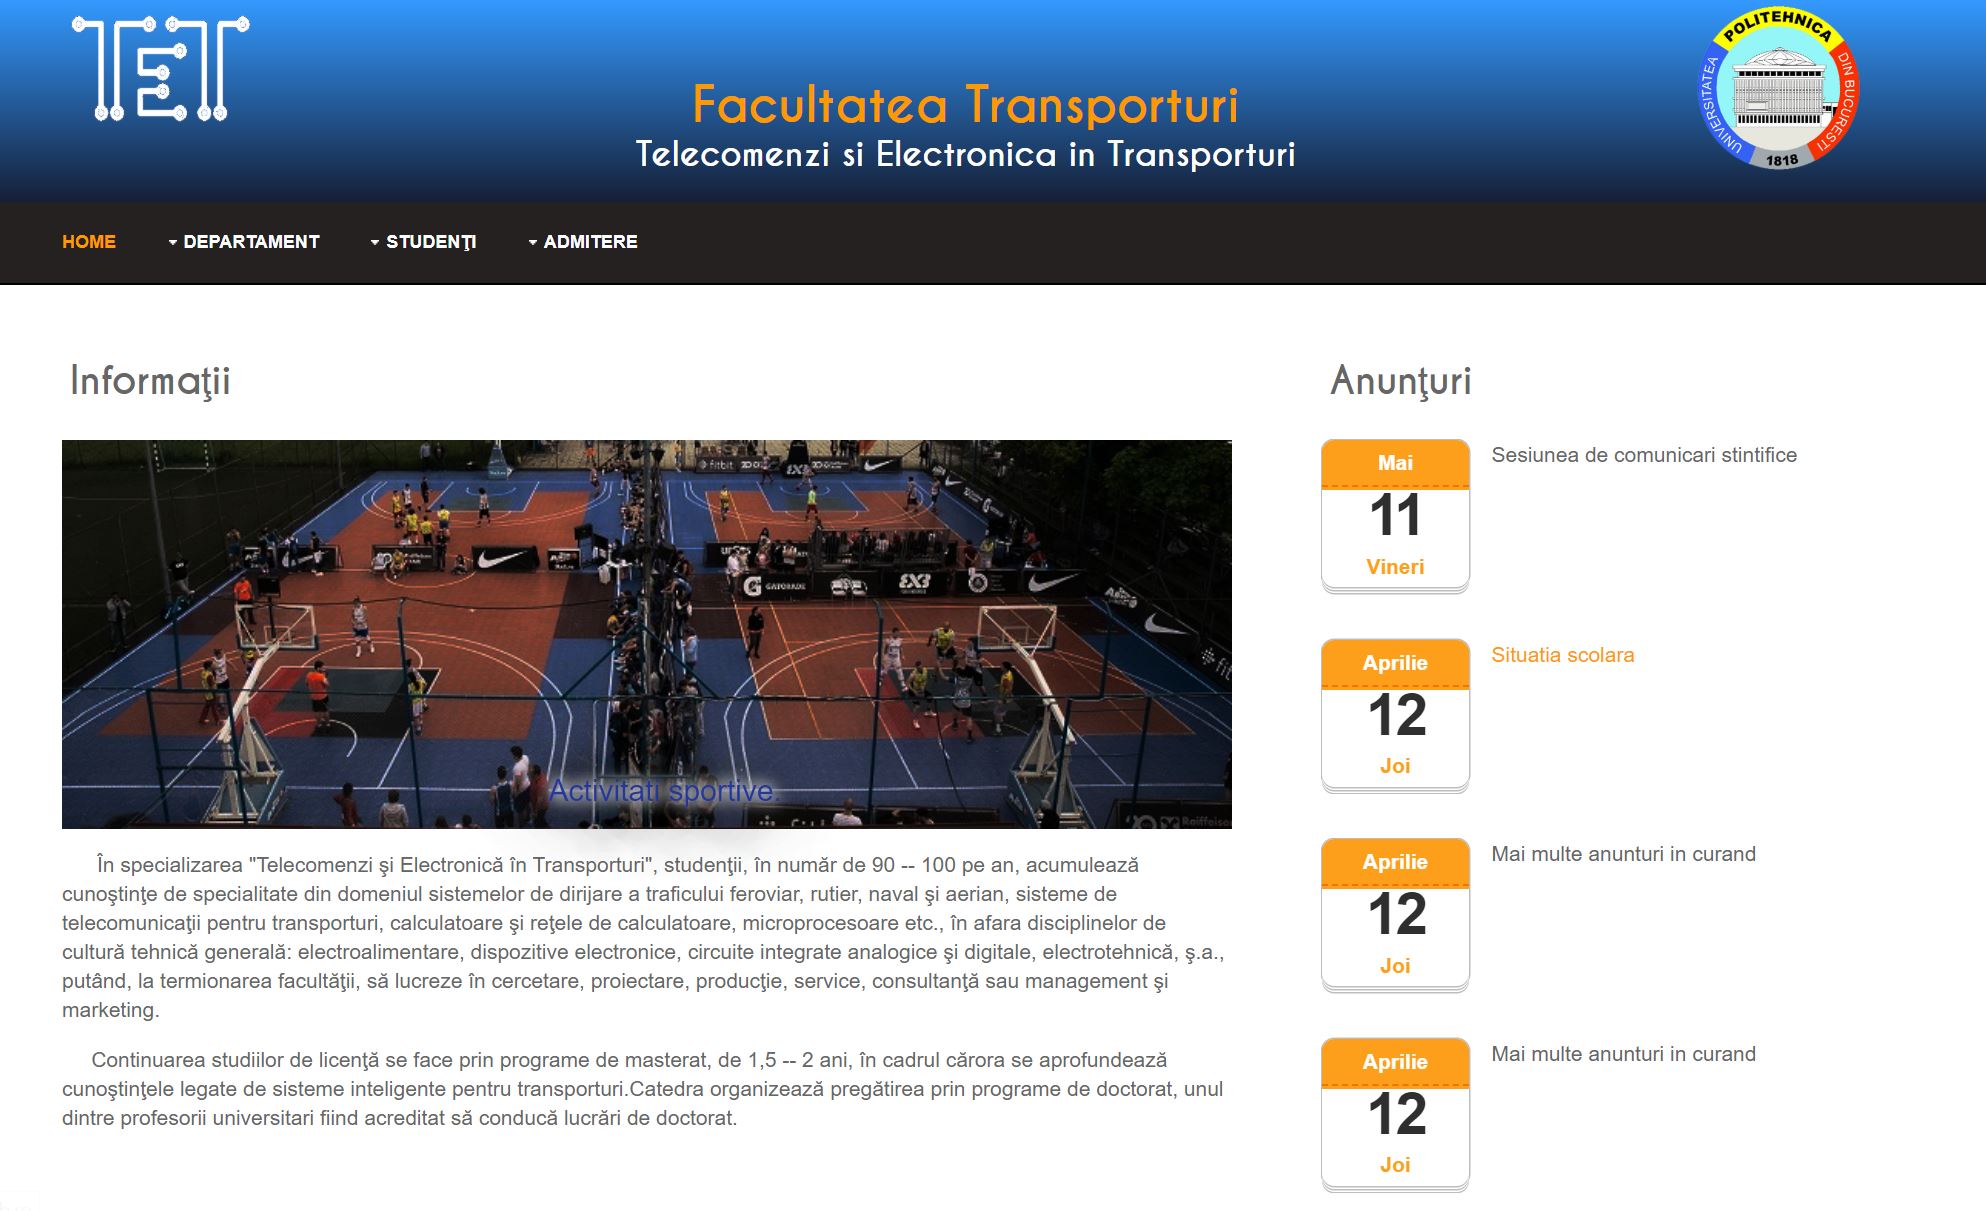 TET
Facultatea Transporturi
Telecomenzi si Electronica in Transporturi
UNIVERSITATEA POLITEHNICA DIN BUCURESTI
1818
HOME DEPARTAMENT STUDENŢI ADMITERE
Informaţii
fitbit
EX3
GATORADE
EX3
Raiffeisen
Activitati sportive.
În specializarea "Telecomenzi şi Electronică în Transporturi", studenţii, în număr de 90 -- 100 pe an, acumulează
cunoştinţe de specialitate din domeniul sistemelor de dirijare a traficului feroviar, rutier, naval şi aerian, sisteme de
telecomunicaţii pentru transporturi, calculatoare şi reţele de calculatoare, microprocesoare etc., în afara disciplinelor de
cultură tehnică generală: electroalimentare, dispozitive electronice, circuite integrate analogice şi digitale, electrotehnică, ş.a.,
putând, la termionarea facultăţii, să lucreze în cercetare, proiectare, producţie, service, consultanţă sau management şi
marketing.
Continuarea studiilor de licenţă se face prin programe de masterat, de 1,5 -- 2 ani, în cadrul cărora se aprofundează
cunoştinţele legate de sisteme inteligente pentru transporturi.Catedra organizează pregătirea prin programe de doctorat, unul
dintre profesorii universitari fiind acreditat să conducă lucrări de doctorat.
Anunţuri
Mai
11
Vineri
Sesiunea de comunicari stintifice
Aprilie
12
Joi
Situatia scolara
Aprilie
12
Joi
Mai multe anunturi in curand
Aprilie
12
Joi
Mai multe anunturi in curand